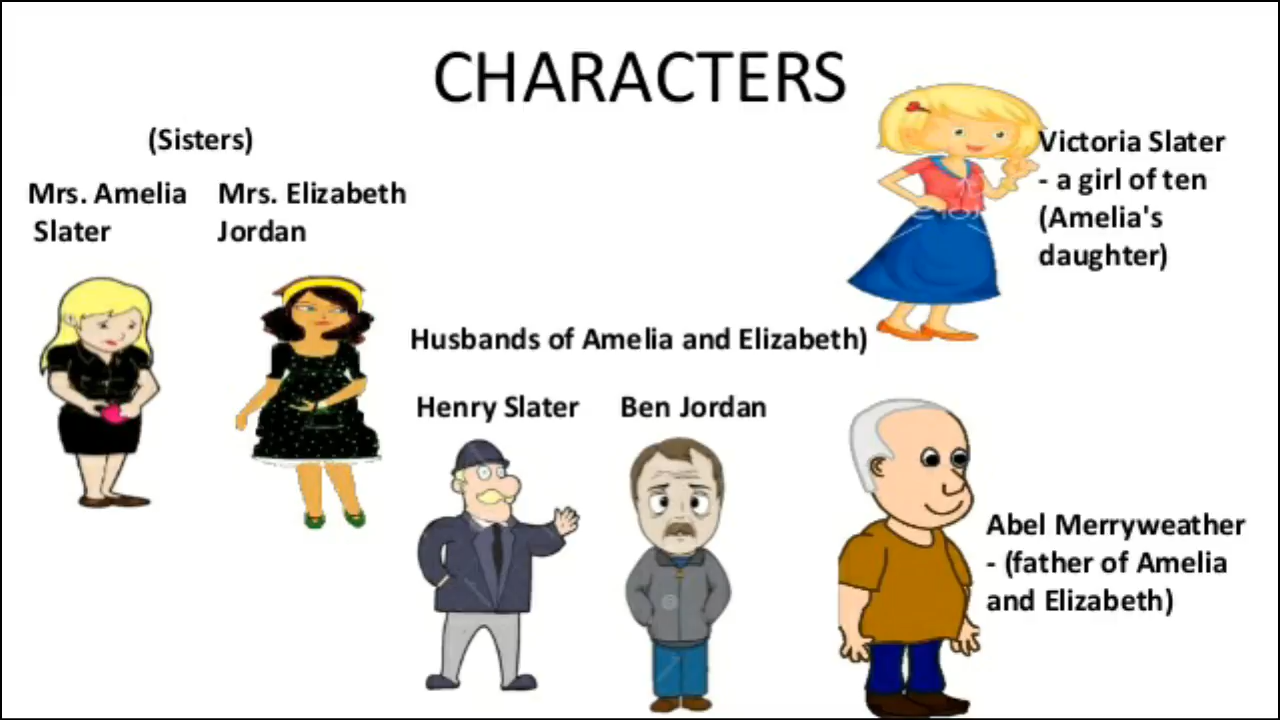 CHARACTERS
(Sisters)
Mrs. Amelia
Slater
Mrs. Elizabeth
Jordan
Victoria Slater
- a girl of ten
(Amelia's
daughter)
Husbands of Amelia and Elizabeth)
Henry Slater
Ben Jordan
Abel Merryweather
- (father of Amelia
and Elizabeth)